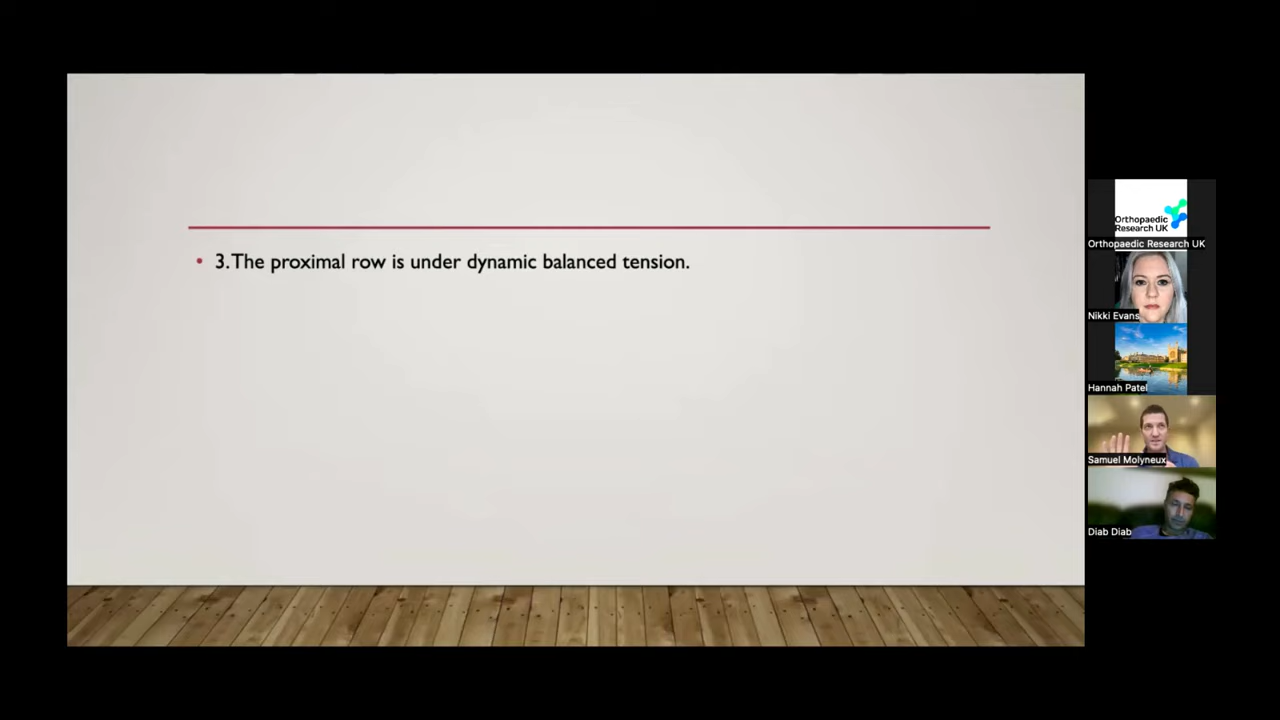 • 3.The proximal row is under dynamic balanced tension.
Orthopaedic
Research UK
Orthopaedic Research UK
Nikki Evans
Hannah Patel
Samuel Molyneux
Diab Diab